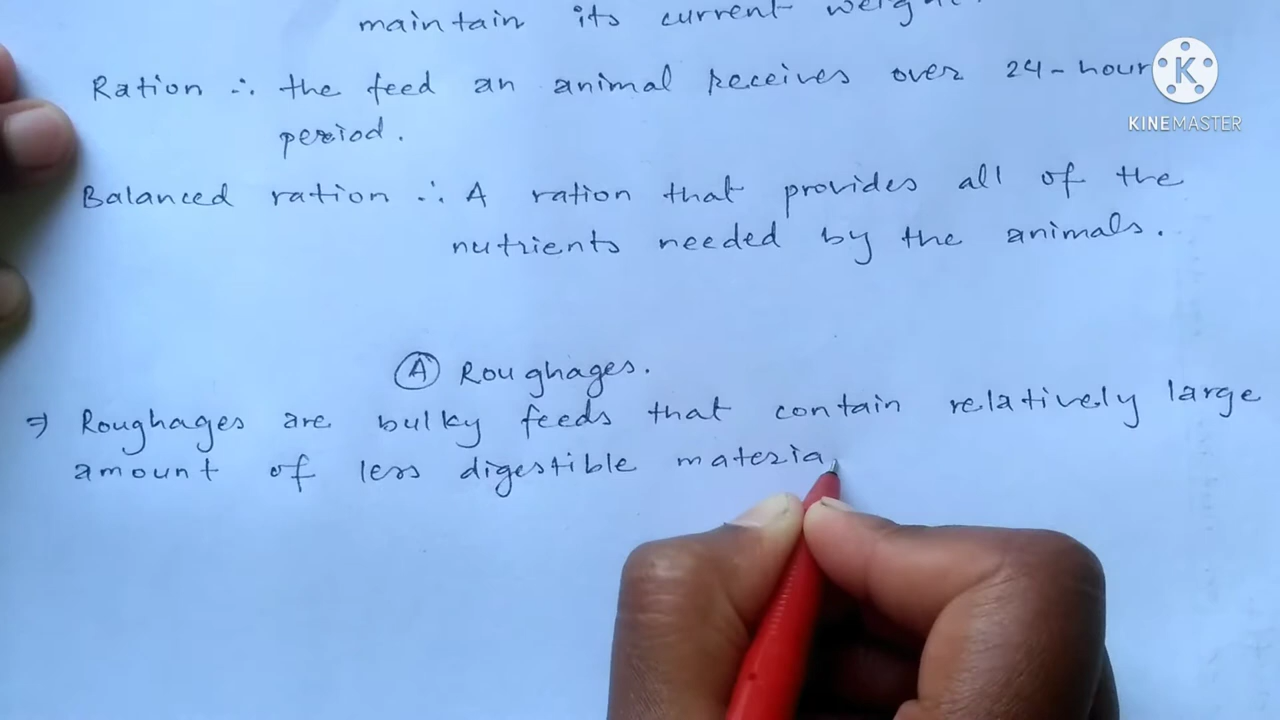 maintain its current weight.
Ration ∴ the feed an animal receives over 24-hour
period.
Balanced ration ∴ A ration that provides all of the
nutrients needed by the animals.
Ⓐ Roughages.
⇒ Roughages are bulky feeds that contain relatively large
amount of less digestible materia
K
KINEMASTER